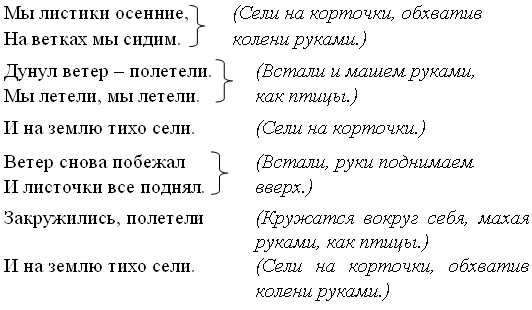 Мы листики осенние, (Сели на корточки, обхватив
На ветках мы сидим. колени руками.)
Дунул ветер – полетели. (Встали и машем руками,
Мы летели, мы летели. как птицы.)
И на землю тихо сели. (Сели на корточки.)
Ветер снова побежал (Встали, руки поднимаем
И листочки все поднял. вверх.)
Закружились, полетели (Кружатся вокруг себя, махая
руками, как птицы.)
И на землю тихо сели. (Сели на корточки, обхватив
колени руками.)